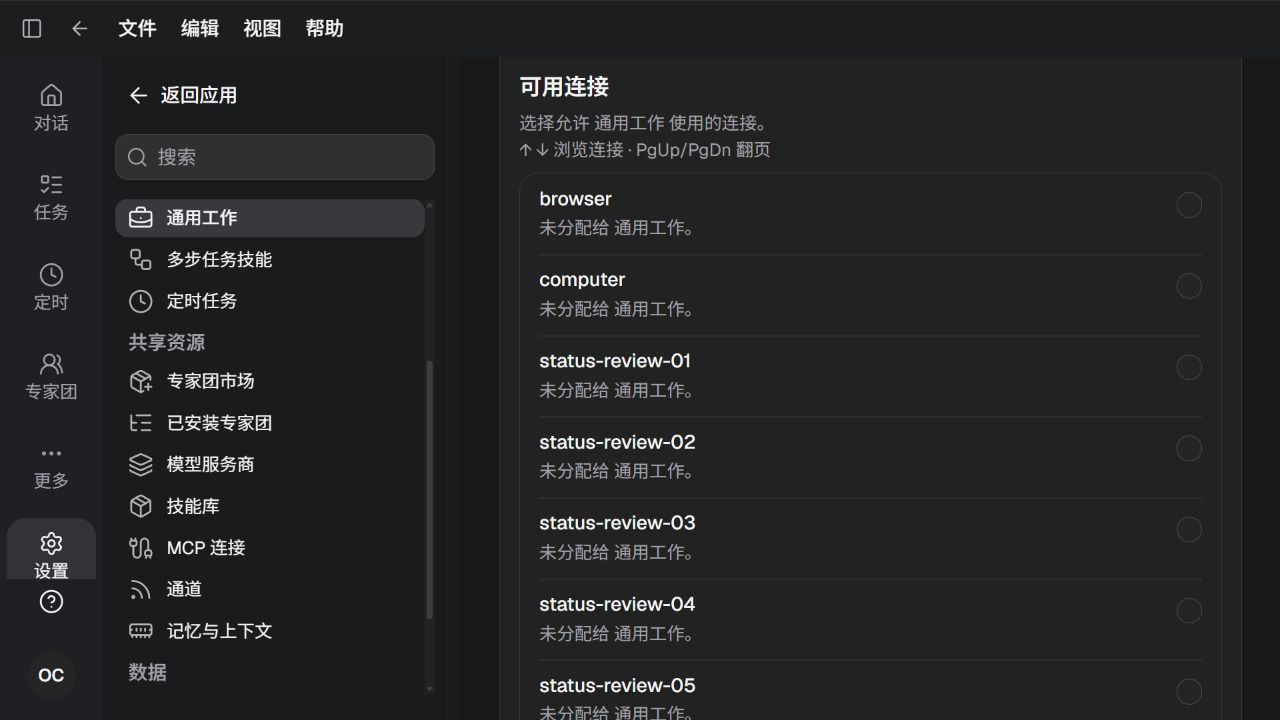 文件 编辑 视图 帮助
对话
任务
定时
专家团
更多
设置
OC
返回应用
搜索
通用工作
多步任务技能
定时任务
共享资源
专家团市场
已安装专家团
模型服务商
技能库
MCP 连接
通道
记忆与上下文
数据
可用连接
选择允许 通用工作 使用的连接。
↑↓ 浏览连接 · PgUp/PgDn 翻页
browser
未分配给 通用工作。
computer
未分配给 通用工作。
status-review-01
未分配给 通用工作。
status-review-02
未分配给 通用工作。
status-review-03
未分配给 通用工作。
status-review-04
未分配给 通用工作。
status-review-05
未分配给 通用工作。